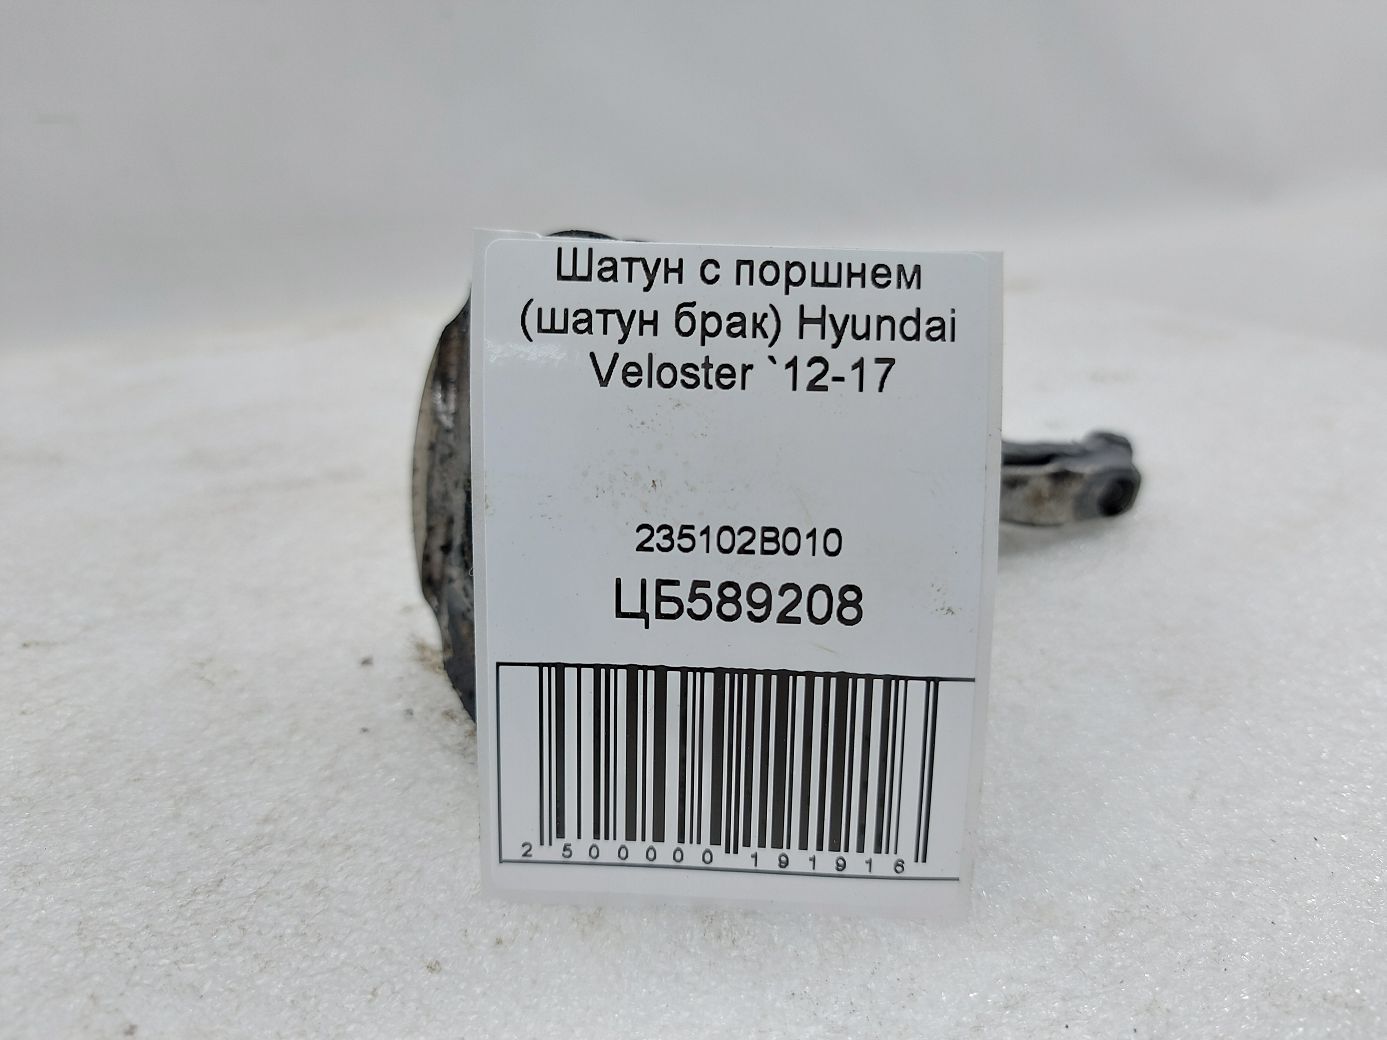 Шатун с поршнем
(шатун брак) Hyundai
Veloster `12-17
235102B010
ЦБ589208
2 500000 191916